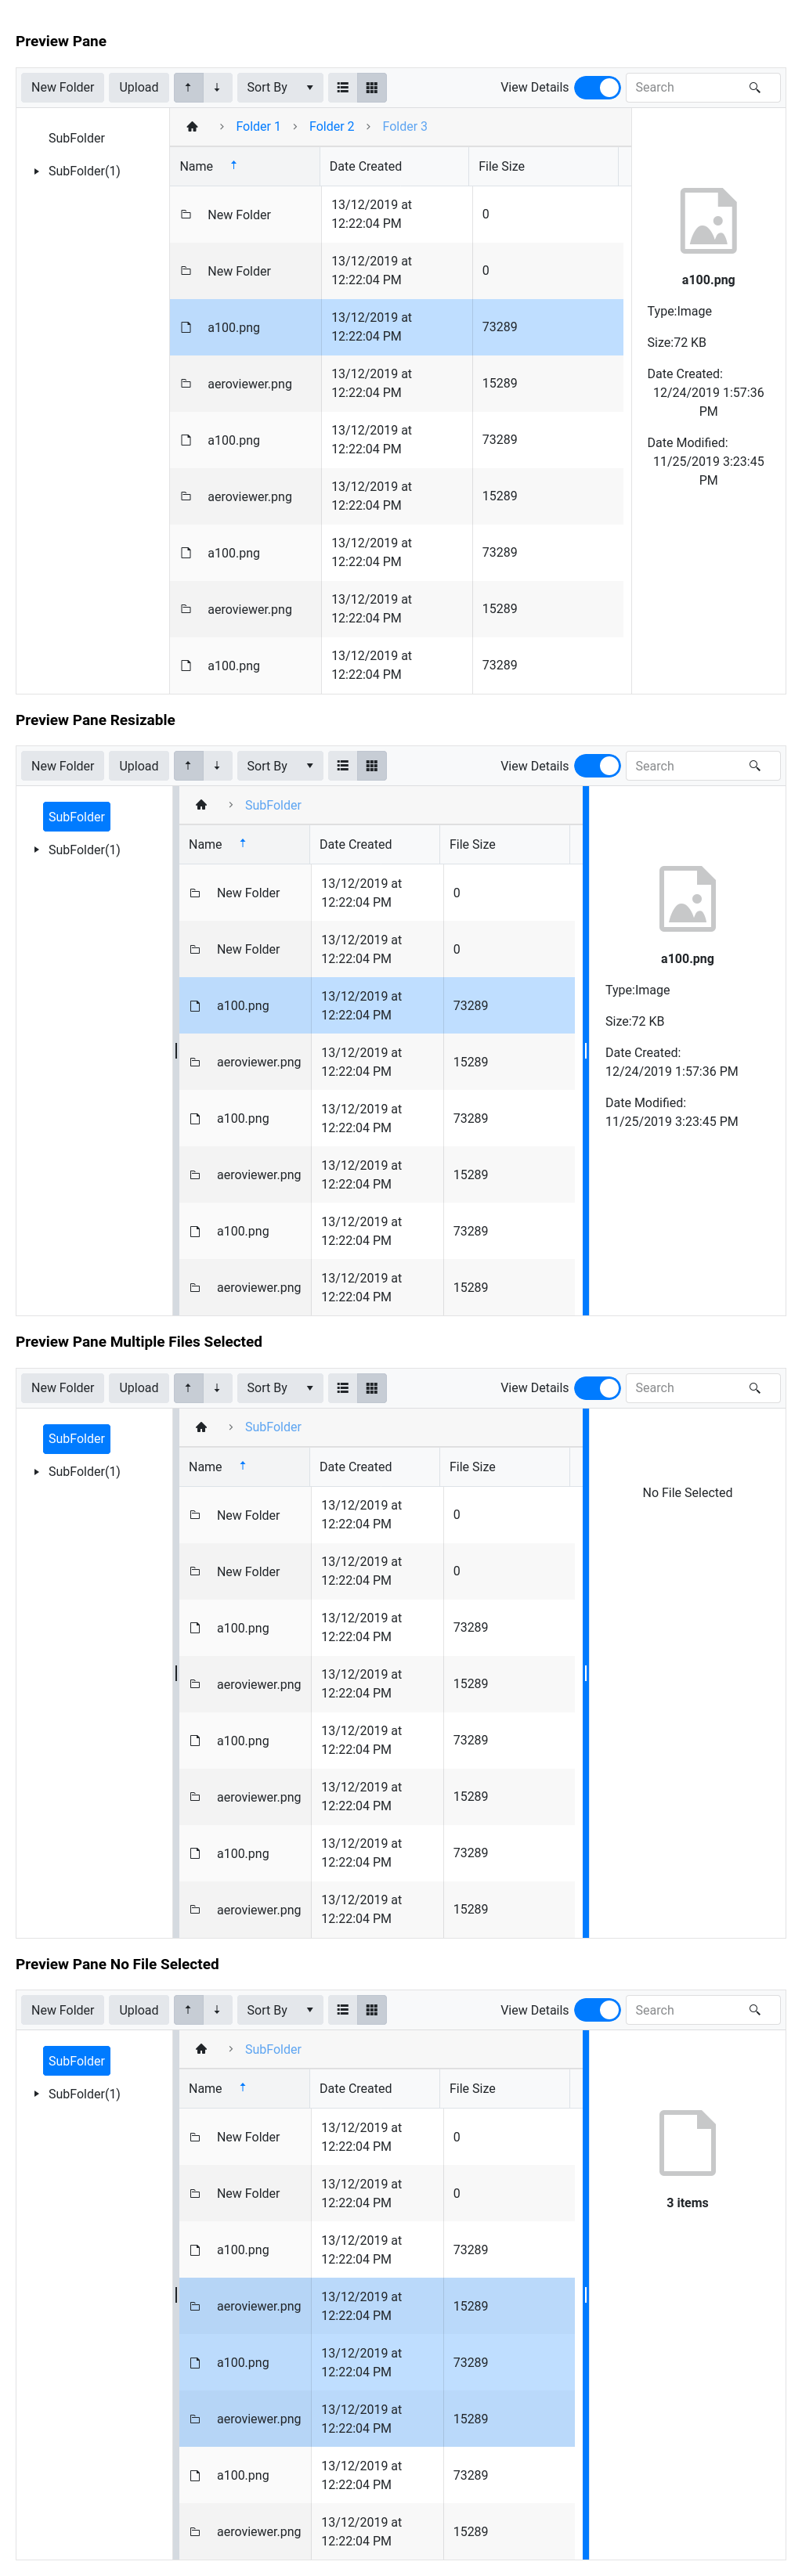 Preview Pane
New Folder Upload Sort By View Details Search
SubFolder
SubFolder(1)
Folder 1 Folder 2 Folder 3
Name Date Created File Size
New Folder 13/12/2019 at 12:22:04 PM 0
New Folder 13/12/2019 at 12:22:04 PM 0
a100.png 13/12/2019 at 12:22:04 PM 73289
aeroviewer.png 13/12/2019 at 12:22:04 PM 15289
a100.png 13/12/2019 at 12:22:04 PM 73289
aeroviewer.png 13/12/2019 at 12:22:04 PM 15289
a100.png 13/12/2019 at 12:22:04 PM 73289
aeroviewer.png 13/12/2019 at 12:22:04 PM 15289
a100.png 13/12/2019 at 12:22:04 PM 73289
a100.png
Type:Image
Size:72 KB
Date Created:
12/24/2019 1:57:36
PM
Date Modified:
11/25/2019 3:23:45
PM
Preview Pane Resizable
New Folder Upload Sort By View Details Search
SubFolder
SubFolder(1)
SubFolder
Name Date Created File Size
New Folder 13/12/2019 at 12:22:04 PM 0
New Folder 13/12/2019 at 12:22:04 PM 0
a100.png 13/12/2019 at 12:22:04 PM 73289
aeroviewer.png 13/12/2019 at 12:22:04 PM 15289
a100.png 13/12/2019 at 12:22:04 PM 73289
aeroviewer.png 13/12/2019 at 12:22:04 PM 15289
a100.png 13/12/2019 at 12:22:04 PM 73289
aeroviewer.png 13/12/2019 at 12:22:04 PM 15289
a100.png
Type:Image
Size:72 KB
Date Created:
12/24/2019 1:57:36 PM
Date Modified:
11/25/2019 3:23:45 PM
Preview Pane Multiple Files Selected
New Folder Upload Sort By View Details Search
SubFolder
SubFolder(1)
SubFolder
Name Date Created File Size
New Folder 13/12/2019 at 12:22:04 PM 0
New Folder 13/12/2019 at 12:22:04 PM 0
a100.png 13/12/2019 at 12:22:04 PM 73289
aeroviewer.png 13/12/2019 at 12:22:04 PM 15289
a100.png 13/12/2019 at 12:22:04 PM 73289
aeroviewer.png 13/12/2019 at 12:22:04 PM 15289
a100.png 13/12/2019 at 12:22:04 PM 73289
aeroviewer.png 13/12/2019 at 12:22:04 PM 15289
No File Selected
Preview Pane No File Selected
New Folder Upload Sort By View Details Search
SubFolder
SubFolder(1)
SubFolder
Name Date Created File Size
New Folder 13/12/2019 at 12:22:04 PM 0
New Folder 13/12/2019 at 12:22:04 PM 0
a100.png 13/12/2019 at 12:22:04 PM 73289
aeroviewer.png 13/12/2019 at 12:22:04 PM 15289
a100.png 13/12/2019 at 12:22:04 PM 73289
aeroviewer.png 13/12/2019 at 12:22:04 PM 15289
a100.png 13/12/2019 at 12:22:04 PM 73289
aeroviewer.png 13/12/2019 at 12:22:04 PM 15289
3 items